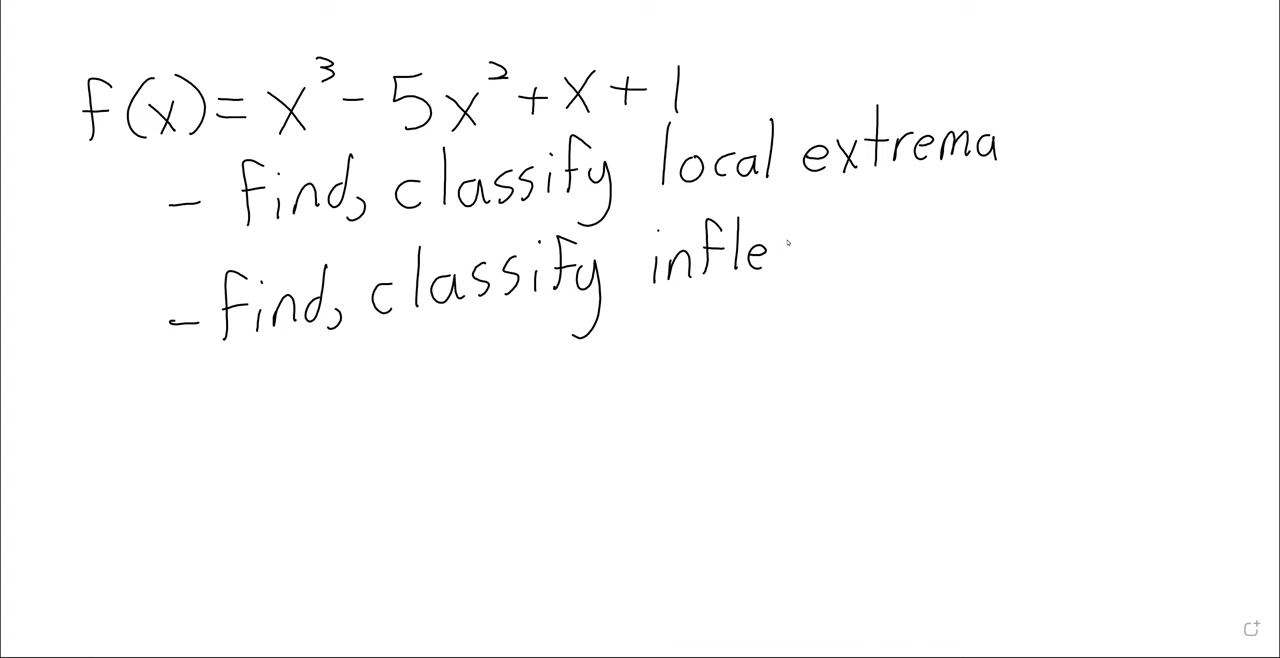 f(x) = x³ - 5x² + x + 1
- find, classify local extrema
- find, classify infle